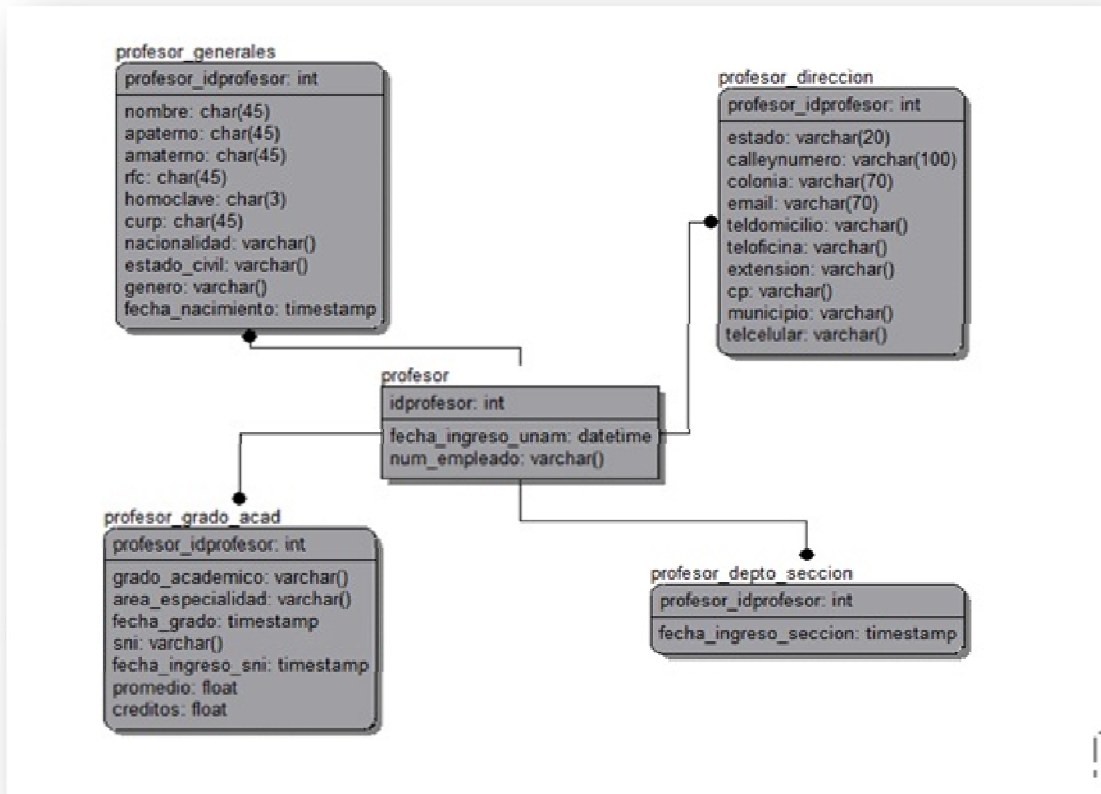 profesor_generales
profesor_idprofesor: int
nombre: char(45)
apaterno: char(45)
amaterno: char(45)
rfc: char(45)
homoclave: char(3)
curp: char(45)
nacionalidad: varchar()
estado_civil: varchar()
genero: varchar()
fecha_nacimiento: timestamp
profesor_direccion
profesor_idprofesor: int
estado: varchar(20)
calleynumero: varchar(100)
colonia: varchar(70)
email: varchar(70)
teldomicilio: varchar()
teloficina: varchar()
extension: varchar()
cp: varchar()
municipio: varchar()
telcelular: varchar()
profesor
idprofesor: int
fecha_ingreso_unam: datetime
num_empleado: varchar()
profesor_grado_acad
profesor_idprofesor: int
grado_academico: varchar()
area_especialidad: varchar()
fecha_grado: timestamp
sni: varchar()
fecha_ingreso_sni: timestamp
promedio: float
creditos: float
profesor_depto_seccion
profesor_idprofesor: int
fecha_ingreso_seccion: timestamp